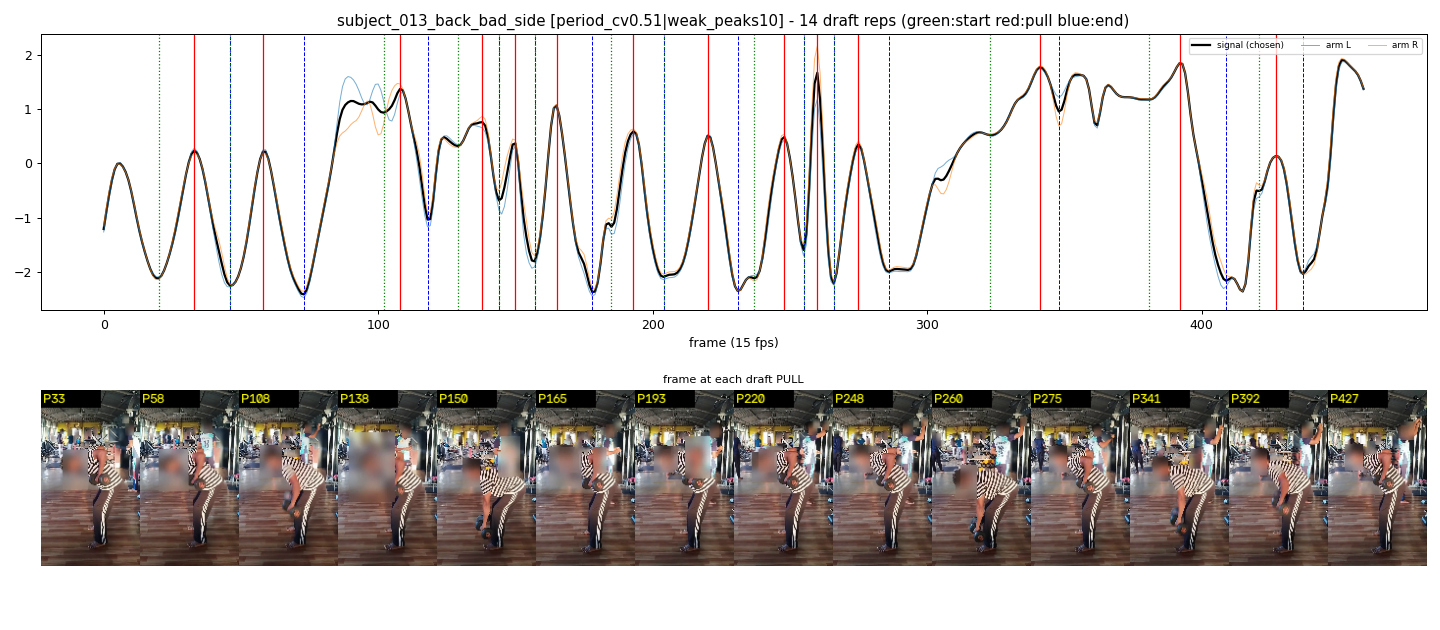 subject_013_back_bad_side [period_cv0.51|weak_peaks10] - 14 draft reps (green:start red:pull blue:end)
signal (chosen) arm L arm R
2
1
0
−1
−2
0 100 200 300 400
frame (15 fps)
frame at each draft PULL
P33 P58 P108 P138 P150 P165 P193 P220 P248 P260 P275 P341 P392 P427